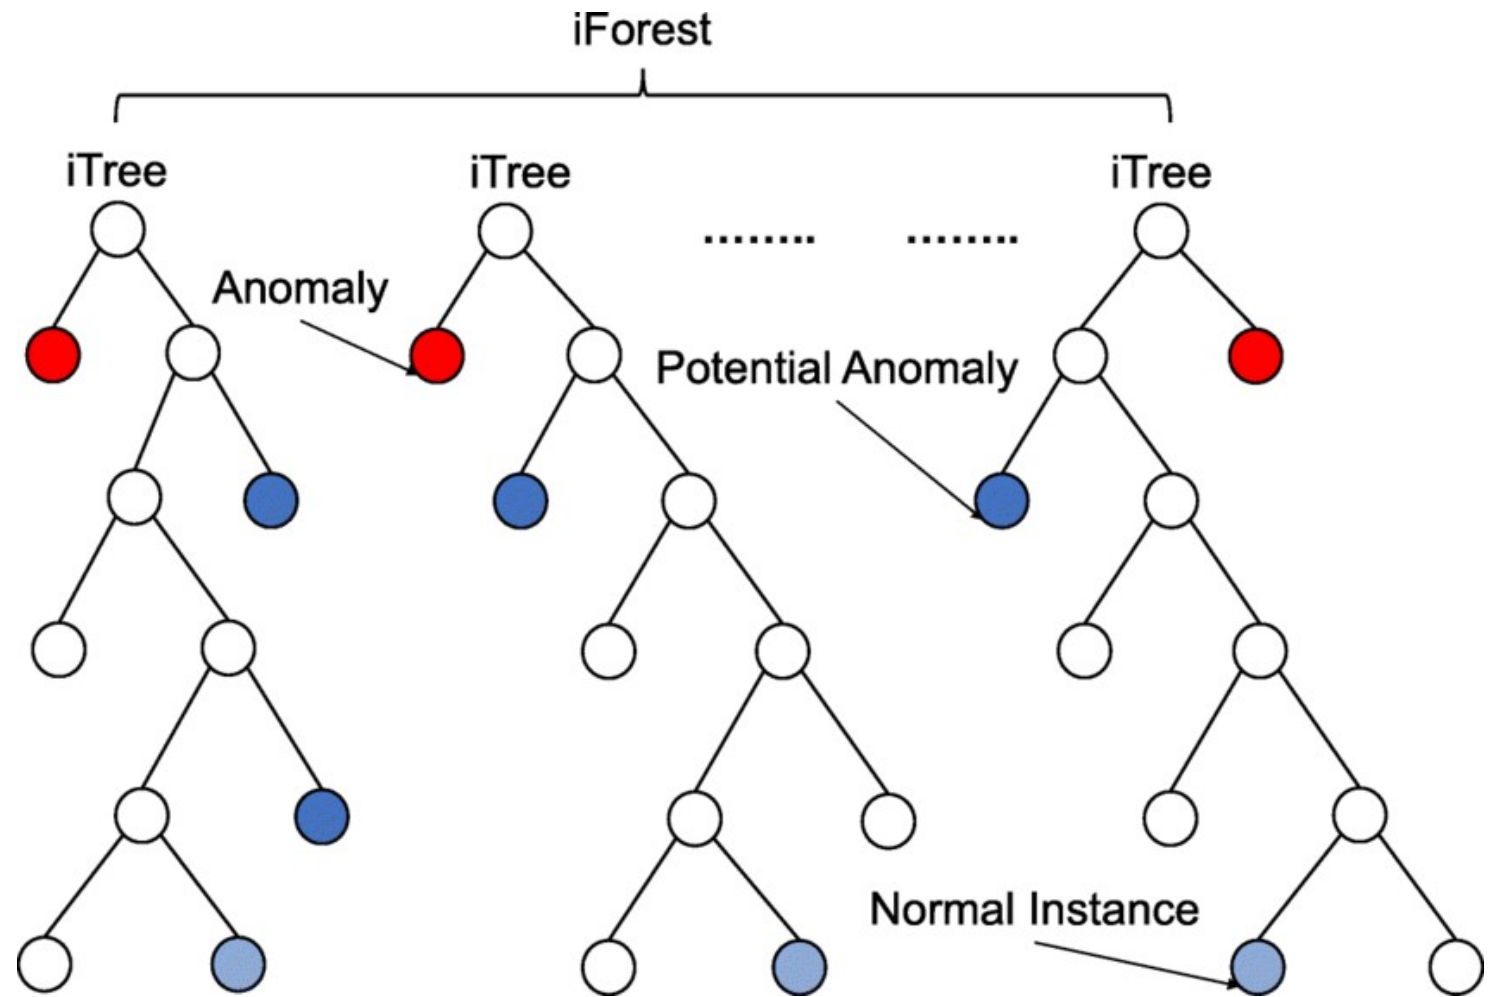 iForest
iTree
iTree
iTree
........ ........
Anomaly
Potential Anomaly
Normal Instance